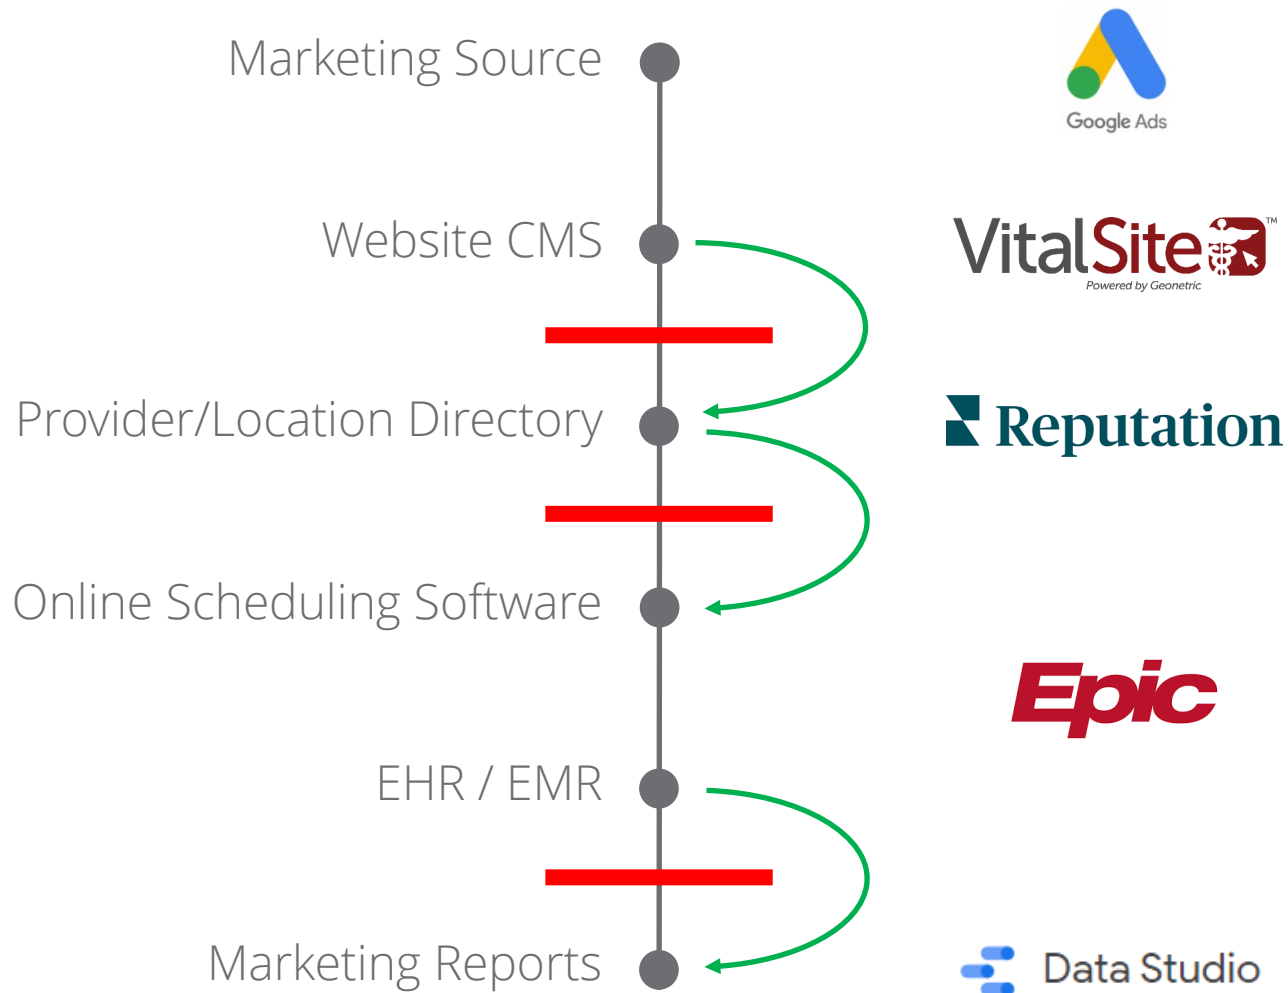 Marketing Source
Google Ads
Website CMS
VitalSite™
Powered by Geonetric
Provider/Location Directory
Reputation
Online Scheduling Software
Epic
EHR / EMR
Marketing Reports
Data Studio